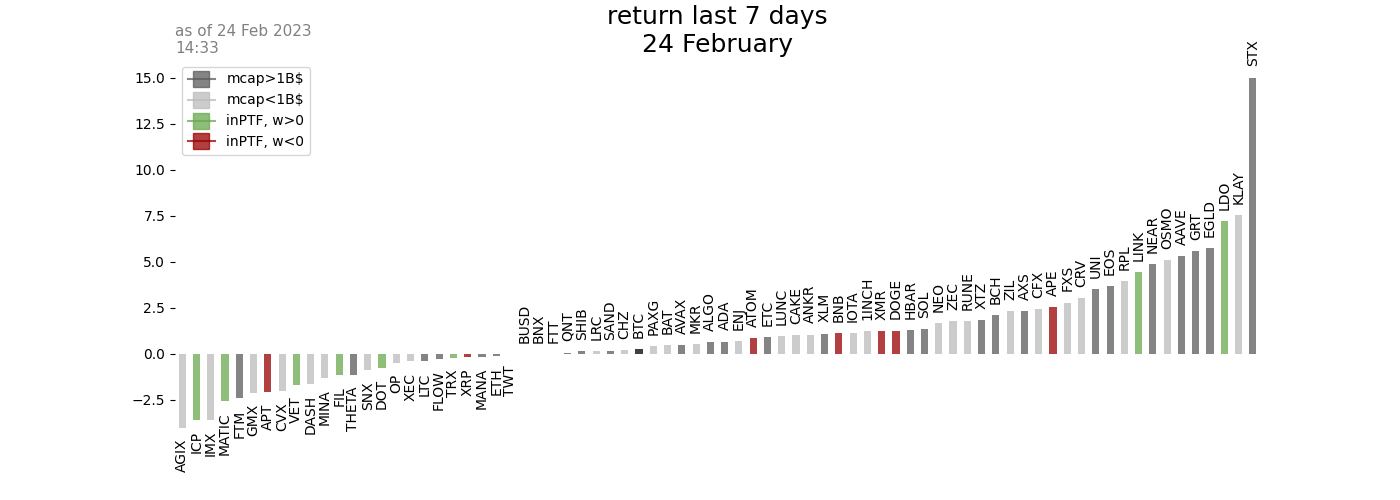 return last 7 days
24 February
as of 24 Feb 2023
14:33
mcap>1B$
mcap<1B$
inPTF, w>0
inPTF, w<0
15.0
12.5
10.0
7.5
5.0
2.5
0.0
−2.5
AGIX
ICP
IMX
MATIC
FTM
GMX
APT
CVX
VET
DASH
MINA
FIL
THETA
SNX
DOT
OP
XEC
LTC
FLOW
TRX
XRP
MANA
ETH
TWT
BUSD
BNX
FTT
QNT
SHIB
LRC
SAND
CHZ
BTC
PAXG
BAT
AVAX
MKR
ALGO
ADA
ENJ
ATOM
ETC
LUNC
CAKE
ANKR
XLM
BNB
IOTA
1INCH
XMR
DOGE
HBAR
SOL
NEO
ZEC
RUNE
XTZ
BCH
ZIL
AXS
CFX
APE
FXS
CRV
UNI
EOS
RPL
LINK
NEAR
OSMO
AAVE
GRT
EGLD
LDO
KLAY
STX